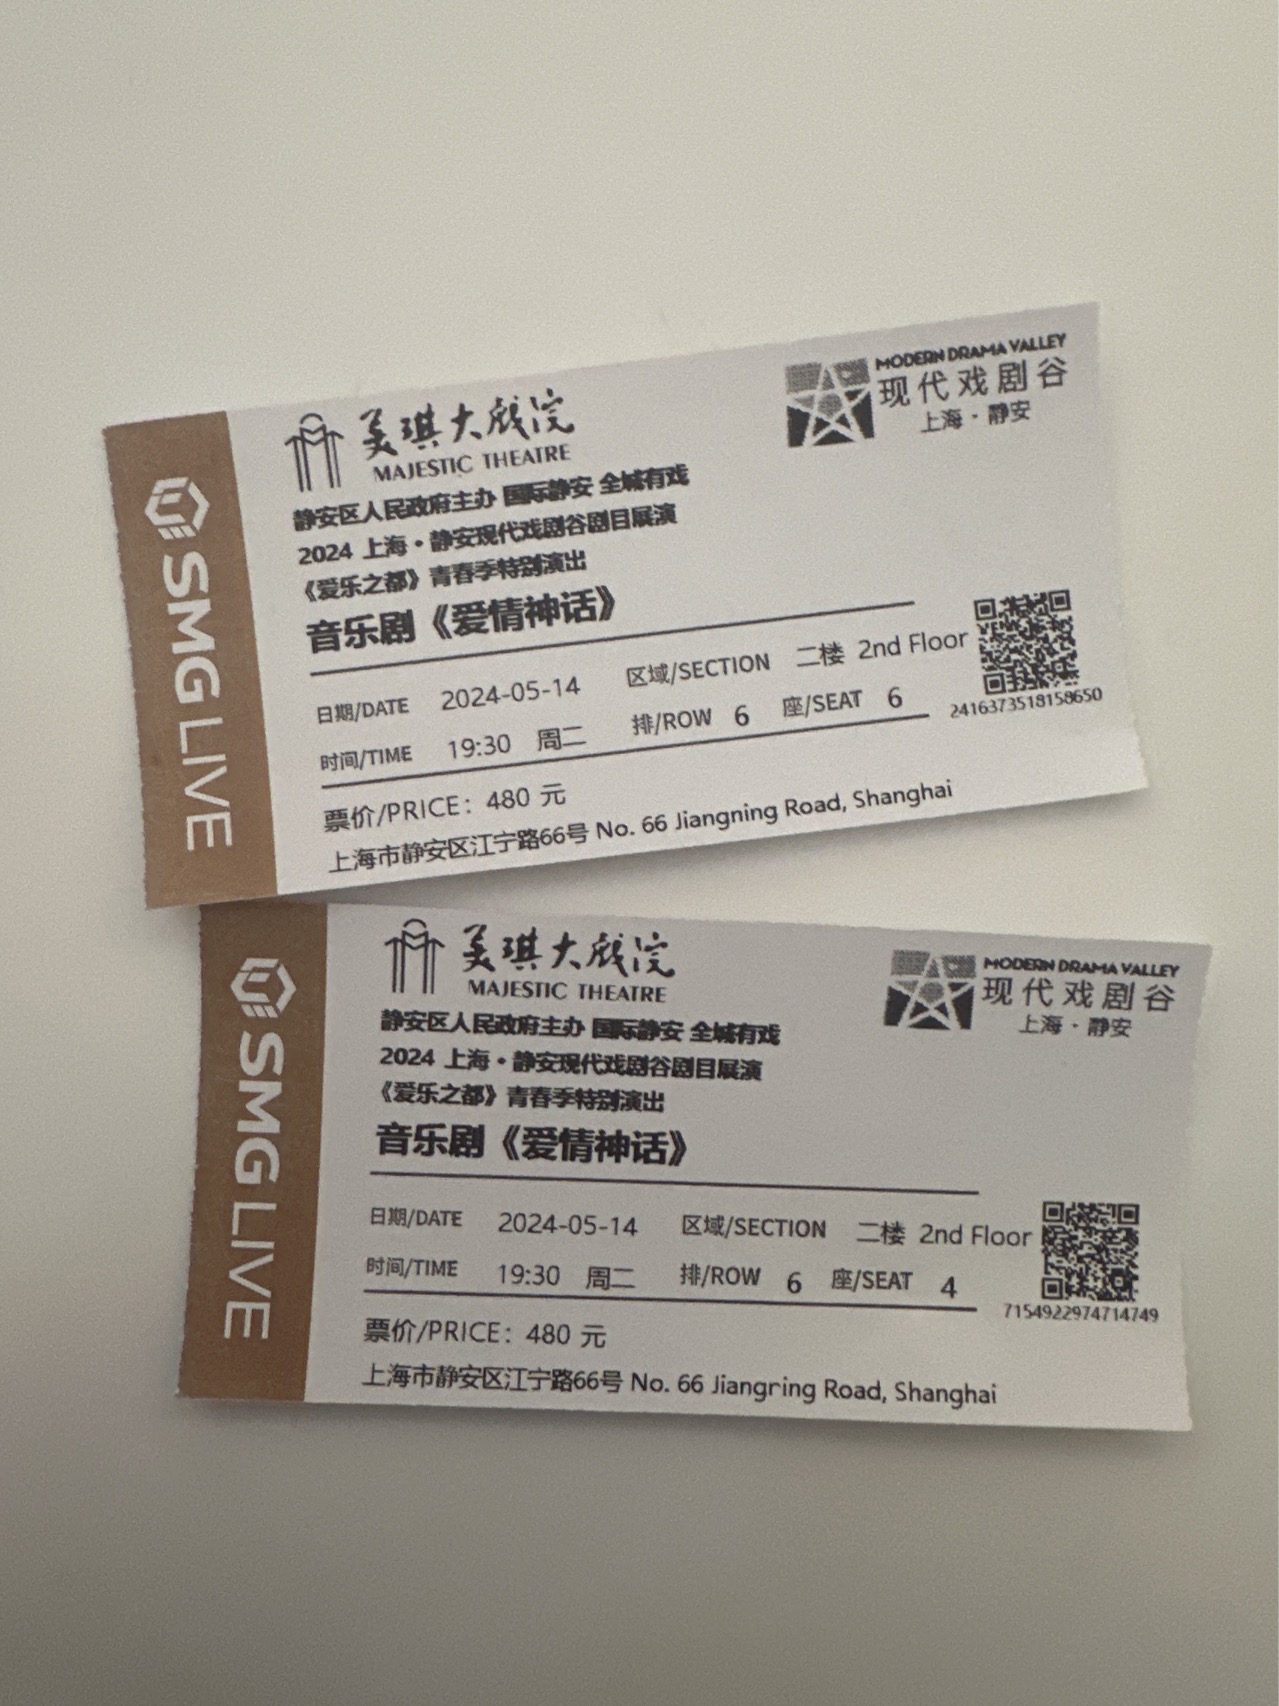 SMG LIVE
美琪大戏院
MAJESTIC THEATRE
MODERN DRAMA VALLEY
现代戏剧谷
上海·静安
静安区人民政府主办 国际静安 全城有戏
2024 上海·静安现代戏剧谷剧目展演
《爱乐之都》青春季特别演出
音乐剧《爱情神话》
日期/DATE 2024-05-14 区域/SECTION 二楼 2nd Floor
时间/TIME 19:30 周二 排/ROW 6 座/SEAT 6
2416373518158650
票价/PRICE: 480 元
上海市静安区江宁路66号 No. 66 Jiangning Road, Shanghai
SMG LIVE
美琪大戏院
MAJESTIC THEATRE
MODERN DRAMA VALLEY
现代戏剧谷
上海·静安
静安区人民政府主办 国际静安 全城有戏
2024 上海·静安现代戏剧谷剧目展演
《爱乐之都》青春季特别演出
音乐剧《爱情神话》
日期/DATE 2024-05-14 区域/SECTION 二楼 2nd Floor
时间/TIME 19:30 周二 排/ROW 6 座/SEAT 4
7154922974714749
票价/PRICE: 480 元
上海市静安区江宁路66号 No. 66 Jiangning Road, Shanghai